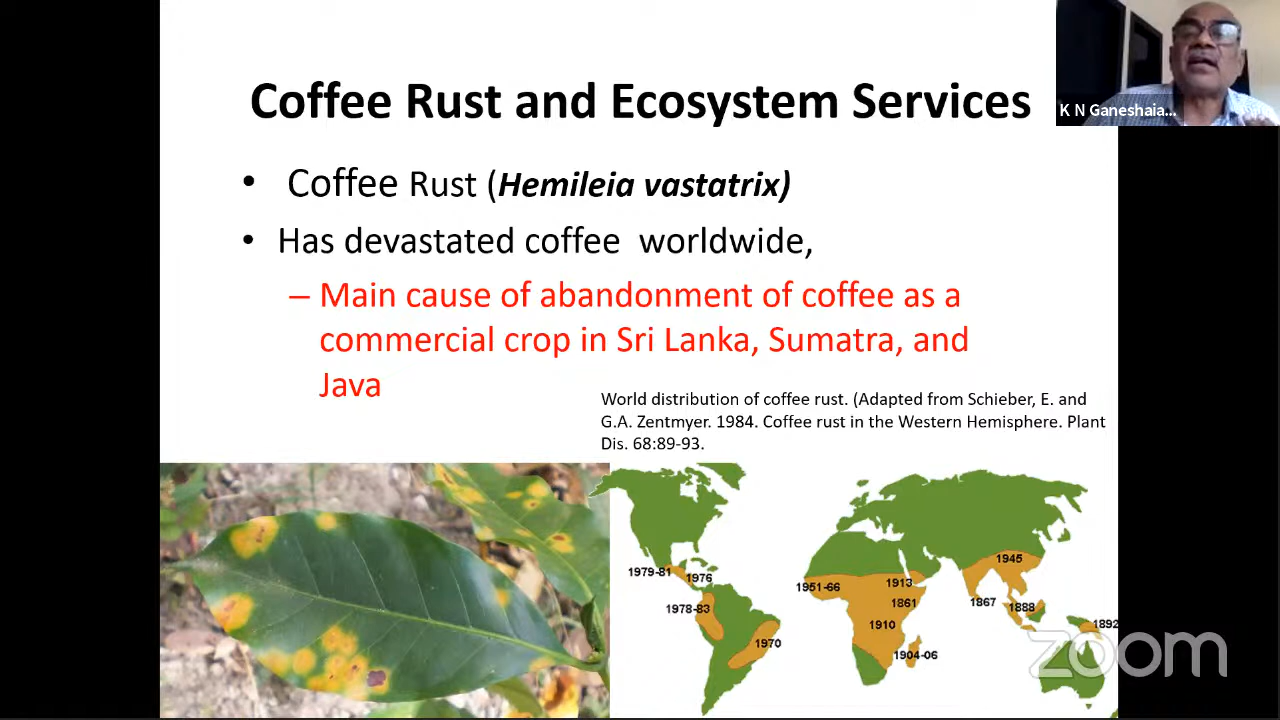 Coffee Rust and Ecosystem Services
K N Ganeshaia...
• Coffee Rust (Hemileia vastatrix)
• Has devastated coffee worldwide,
– Main cause of abandonment of coffee as a
commercial crop in Sri Lanka, Sumatra, and
Java
World distribution of coffee rust. (Adapted from Schieber, E. and
G.A. Zentmyer. 1984. Coffee rust in the Western Hemisphere. Plant
Dis. 68:89-93.
1979-81
1976
1978-83
1970
1951-66
1913
1861
1910
1904-06
1945
1867
1888
1892
zoom